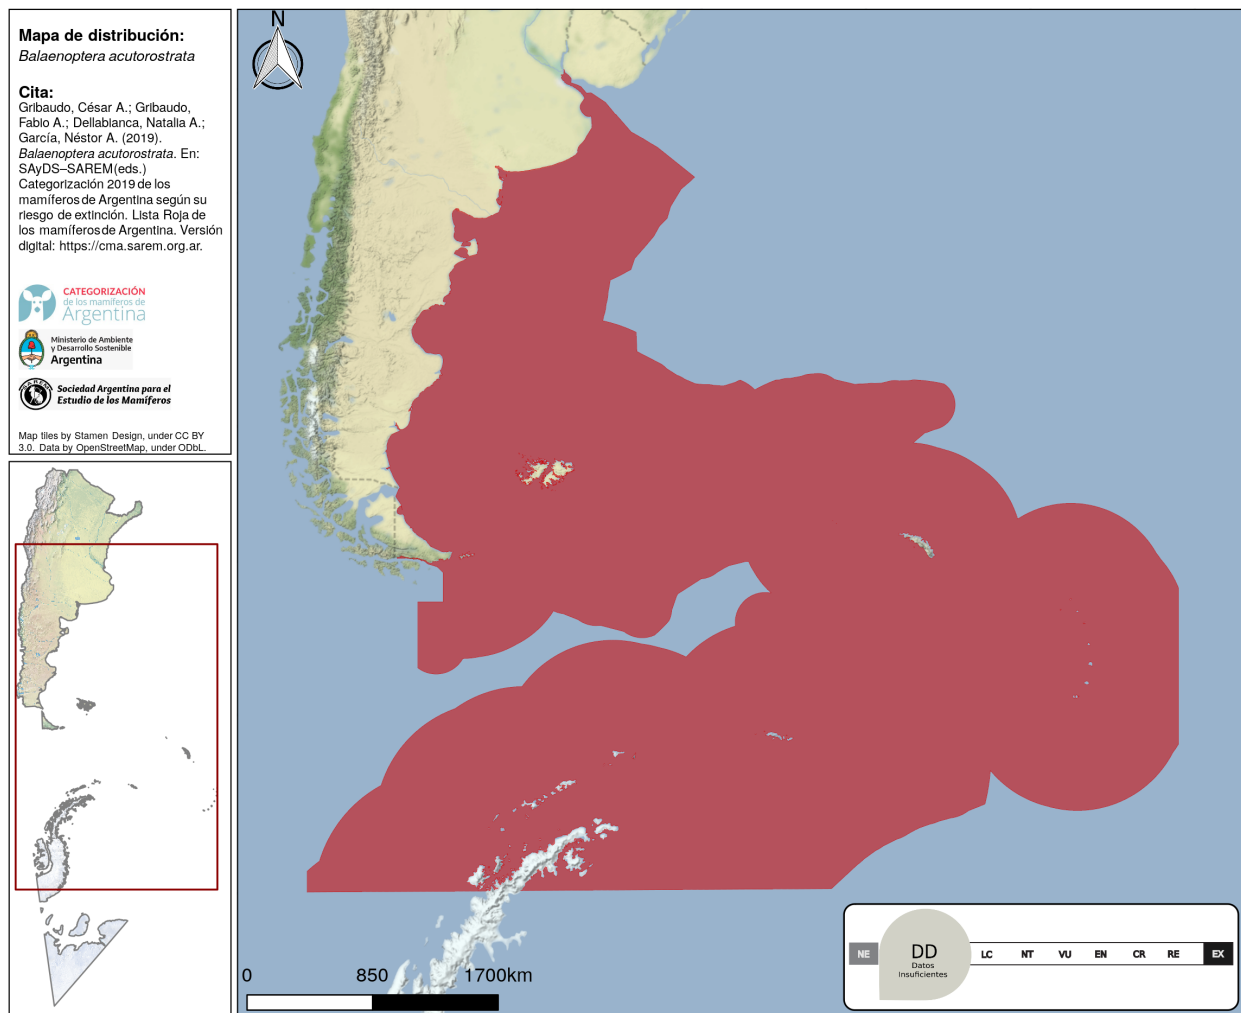 Mapa de distribución:
Balaenoptera acutorostrata
Cita:
Gribaudo, César A.; Gribaudo,
Fabio A.; Dellabianca, Natalia A.;
García, Néstor A. (2019).
Balaenoptera acutorostrata. En:
SAyDS–SAREM(eds.)
Categorización 2019 de los
mamíferos de Argentina según su
riesgo de extinción. Lista Roja de
los mamíferos de Argentina. Versión
digital: https://cma.sarem.org.ar.
CATEGORIZACIÓN
de los mamíferos de
Argentina
Ministerio de Ambiente
y Desarrollo Sostenible
Argentina
Sociedad Argentina para el
Estudio de los Mamíferos
Map tiles by Stamen Design, under CC BY
3.0. Data by OpenStreetMap, under ODbL.
N
0 850 1700km
NE DD LC NT VU EN CR RE EX
Datos
Insuficientes